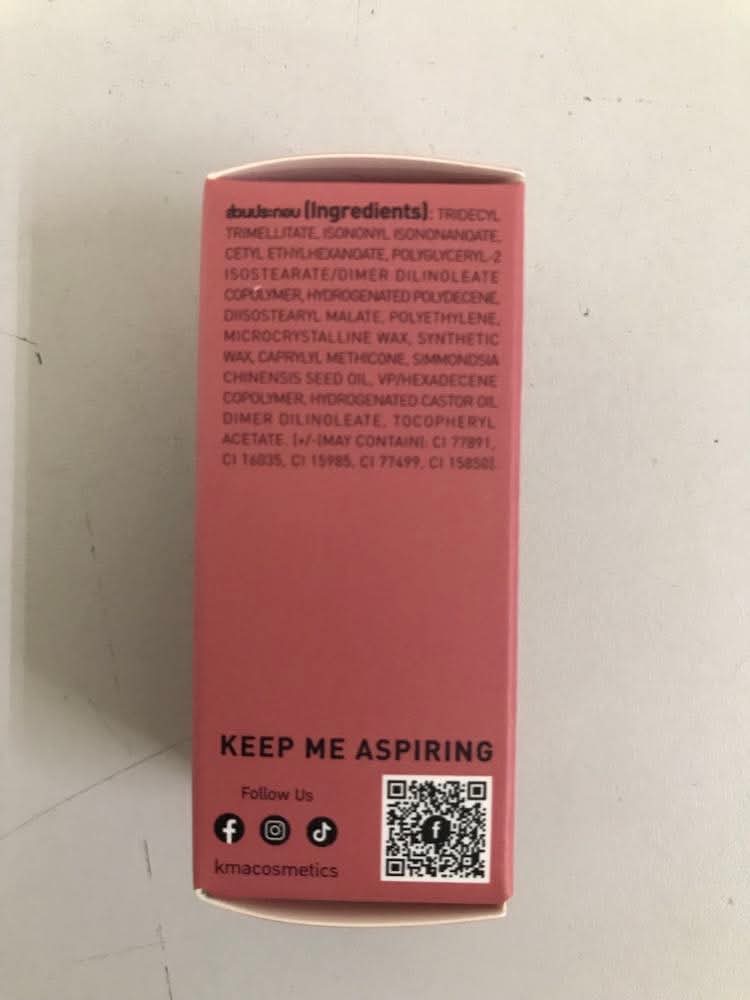 ส่วนประกอบ (Ingredients): TRIDECYL
TRIMELLITATE, ISONONYL ISONONANOATE,
CETYL ETHYLHEXANOATE, POLYGLYCERYL-2
ISOSTEARATE/DIMER DILINOLEATE
COPOLYMER, HYDROGENATED POLYDECENE,
DIISOSTEARYL MALATE, POLYETHYLENE,
MICROCRYSTALLINE WAX, SYNTHETIC
WAX, CAPRYLYL METHICONE, SIMMONDSIA
CHINENSIS SEED OIL, VP/HEXADECENE
COPOLYMER, HYDROGENATED CASTOR OIL
DIMER DILINOLEATE, TOCOPHERYL
ACETATE. [+/-(MAY CONTAIN): CI 77891,
CI 16035, CI 15985, CI 77499, CI 15850].
KEEP ME ASPIRING
Follow Us
kmacosmetics